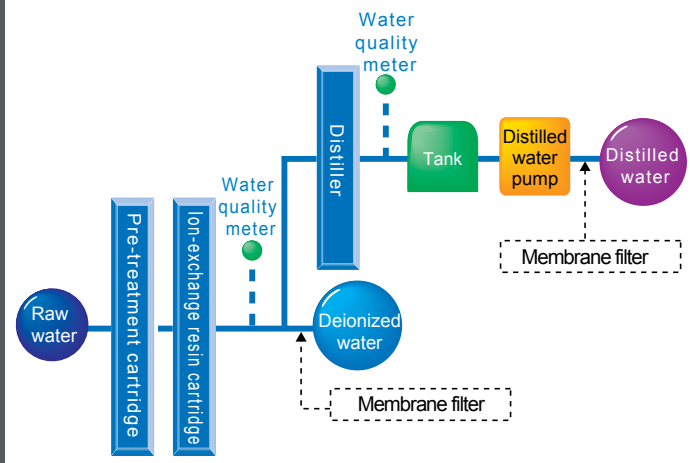 Water
quality
meter
Distiller
Tank
Distilled
water
pump
Distilled
water
Membrane filter
Water
quality
meter
Raw
water
Pre-treatment cartridge
Ion-exchange resin cartridge
Deionized
water
Membrane filter